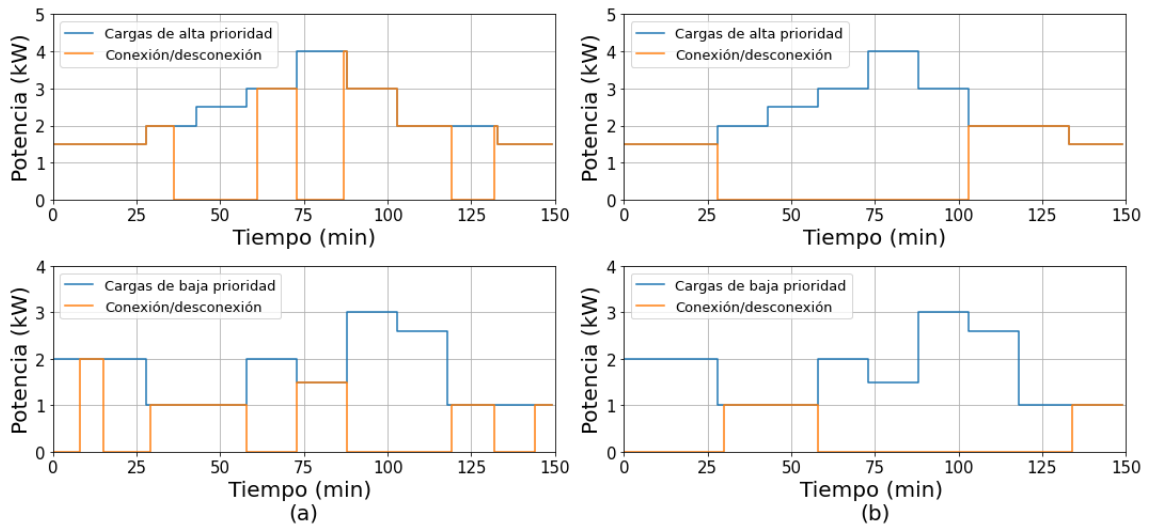 Potencia (kW)
5
4
3
2
1
0
Cargas de alta prioridad
Conexión/desconexión
0 25 50 75 100 125 150
Tiempo (min)
Potencia (kW)
5
4
3
2
1
0
Cargas de alta prioridad
Conexión/desconexión
0 25 50 75 100 125 150
Tiempo (min)
Potencia (kW)
4
3
2
1
0
Cargas de baja prioridad
Conexión/desconexión
0 25 50 75 100 125 150
Tiempo (min)
(a)
Potencia (kW)
4
3
2
1
0
Cargas de baja prioridad
Conexión/desconexión
0 25 50 75 100 125 150
Tiempo (min)
(b)